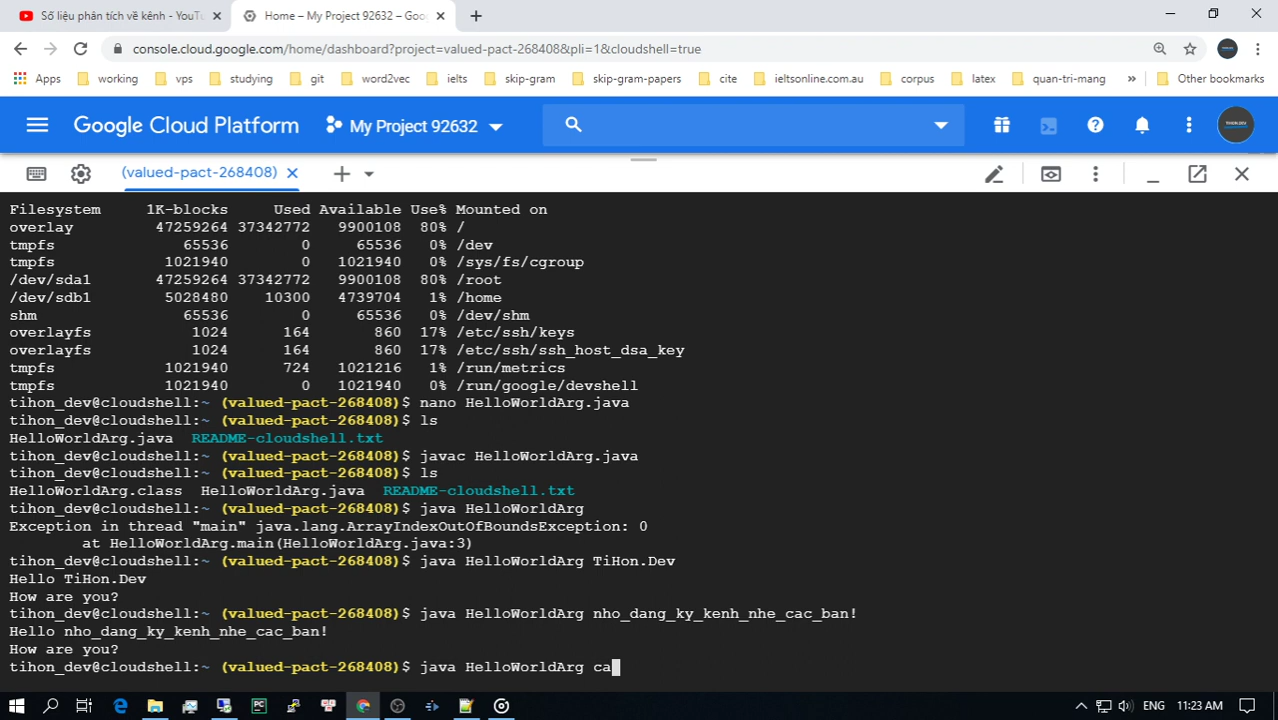 Số liệu phân tích về kênh - YouTu
Home – My Project 92632 – Goog
console.cloud.google.com/home/dashboard?project=valued-pact-268408&pli=1&cloudshell=true
Apps working vps studying git word2vec ielts skip-gram skip-gram-papers cite ieltsonline.com.au corpus latex quan-tri-mang » Other bookmarks
Google Cloud Platform My Project 92632
(valued-pact-268408)
Filesystem 1K-blocks Used Available Use% Mounted on
overlay 47259264 37342772 9900108 80% /
tmpfs 65536 0 65536 0% /dev
tmpfs 1021940 0 1021940 0% /sys/fs/cgroup
/dev/sda1 47259264 37342772 9900108 80% /root
/dev/sdb1 5028480 10300 4739704 1% /home
shm 65536 0 65536 0% /dev/shm
overlayfs 1024 164 860 17% /etc/ssh/keys
overlayfs 1024 164 860 17% /etc/ssh/ssh_host_dsa_key
tmpfs 1021940 724 1021216 1% /run/metrics
tmpfs 1021940 0 1021940 0% /run/google/devshell
tihon_dev@cloudshell:~ (valued-pact-268408)$ nano HelloWorldArg.java
tihon_dev@cloudshell:~ (valued-pact-268408)$ ls
HelloWorldArg.java README-cloudshell.txt
tihon_dev@cloudshell:~ (valued-pact-268408)$ javac HelloWorldArg.java
tihon_dev@cloudshell:~ (valued-pact-268408)$ ls
HelloWorldArg.class HelloWorldArg.java README-cloudshell.txt
tihon_dev@cloudshell:~ (valued-pact-268408)$ java HelloWorldArg
Exception in thread "main" java.lang.ArrayIndexOutOfBoundsException: 0
at HelloWorldArg.main(HelloWorldArg.java:3)
tihon_dev@cloudshell:~ (valued-pact-268408)$ java HelloWorldArg TiHon.Dev
Hello TiHon.Dev
How are you?
tihon_dev@cloudshell:~ (valued-pact-268408)$ java HelloWorldArg nho_dang_ky_kenh_nhe_cac_ban!
Hello nho_dang_ky_kenh_nhe_cac_ban!
How are you?
tihon_dev@cloudshell:~ (valued-pact-268408)$ java HelloWorldArg ca
ENG 11:23 AM